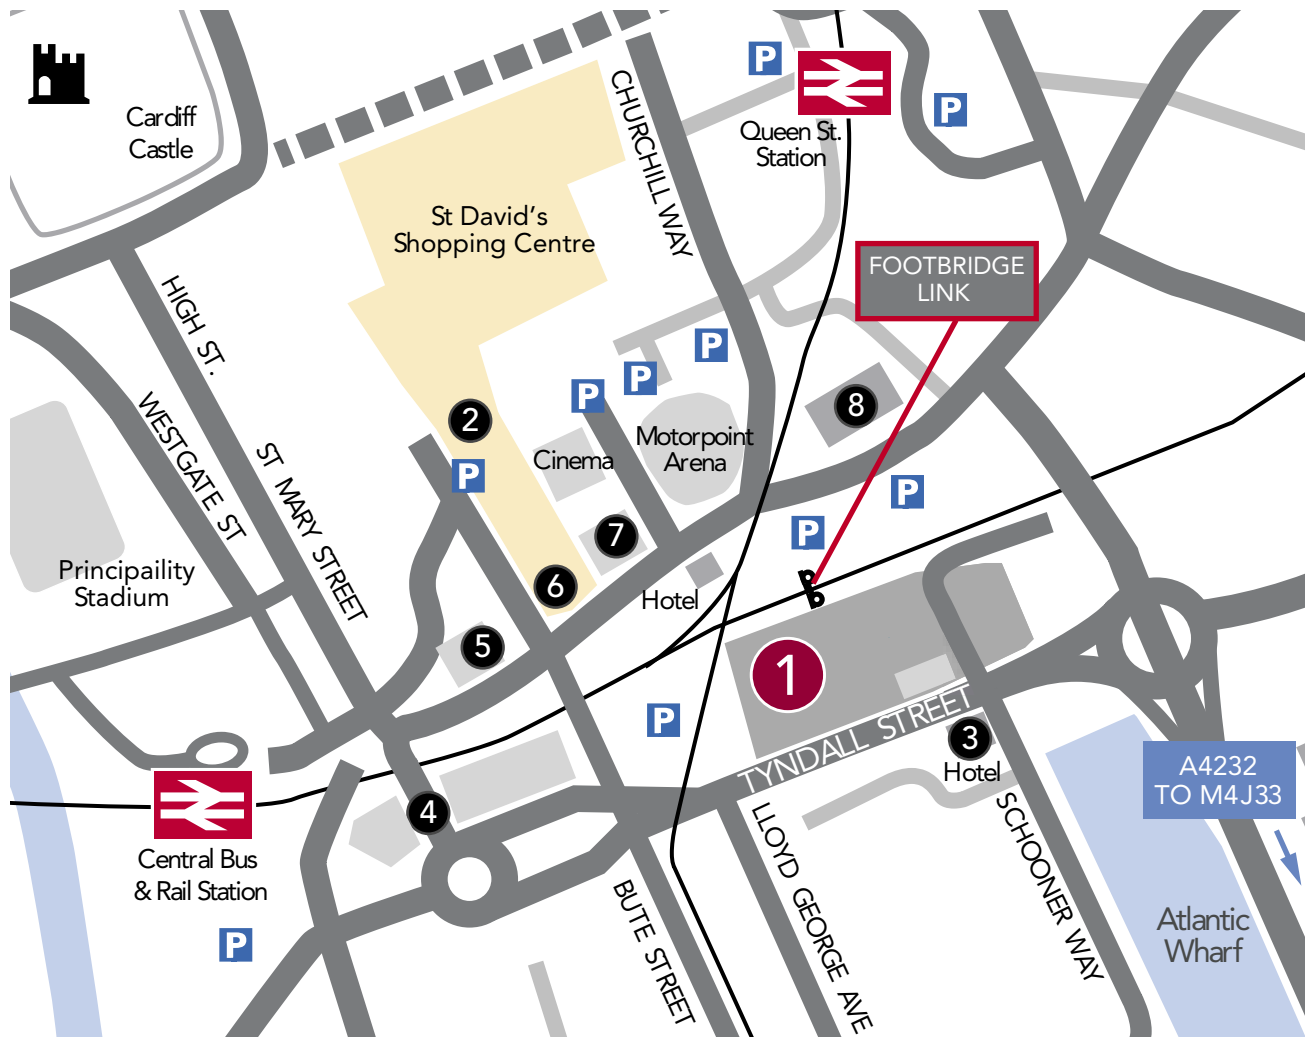 Cardiff
Castle
P
Queen St.
Station
P
CHURCHILL WAY
St David's
Shopping Centre
FOOTBRIDGE
LINK
HIGH ST.
P
P
P
WESTGATE ST
ST MARY STREET
2
P
Cinema
Motorpoint
Arena
8
P
P
7
6
Hotel
Principaility
Stadium
5
1
P
TYNDALL STREET
3
Hotel
A4232
TO M4 J33
4
Central Bus
& Rail Station
P
BUTE STREET
LLOYD GEORGE AVE
SCHOONER WAY
Atlantic
Wharf